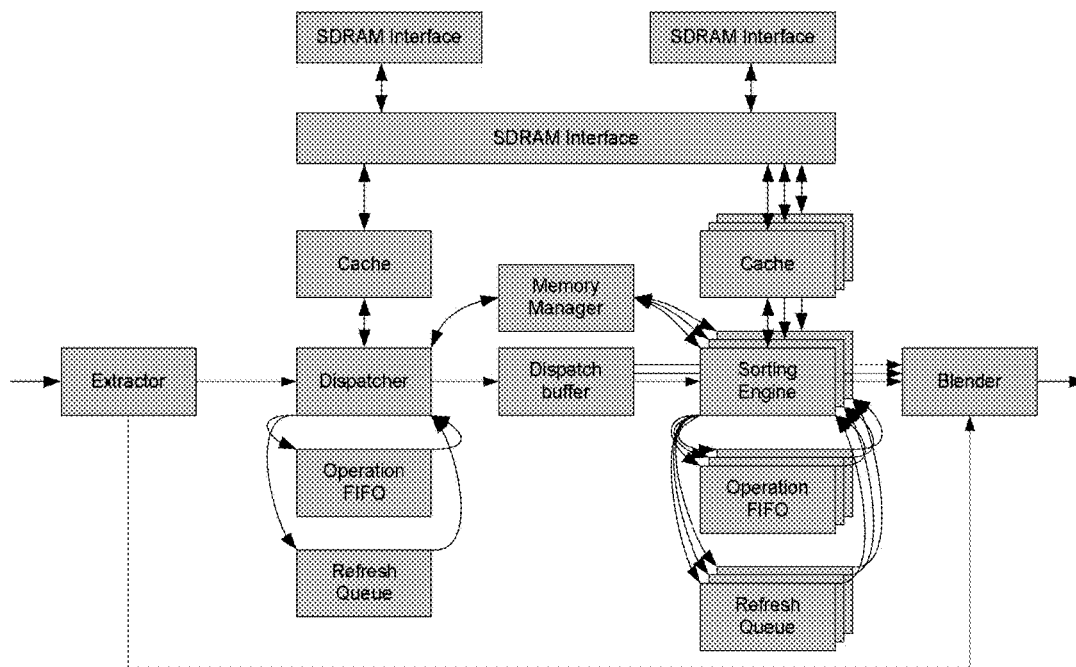 SDRAM Interface
SDRAM Interface
SDRAM Interface
Cache
Memory
Manager
Cache
Extractor
Dispatcher
Dispatch
buffer
Sorting
Engine
Blender
Operation
FIFO
Operation
FIFO
Refresh
Queue
Refresh
Queue